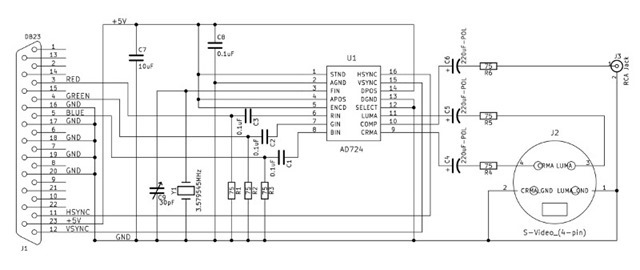 DB23
J1
1
13
2
14
3
15
4
16
5
17
6
18
7
19
8
20
9
21
10
22
11
23
12
RED
GREEN
GND
BLUE
GND
GND
GND
GND
HSYNC
+5V
VSYNC
GND
+5V
C7
10uF
C8
0.1uF
C9
30pF
Y1
3.579545MHz
0.1uF C3
0.1uF C2
0.1uF C1
75 R1
75 R2
75 R3
U1
1 STND HSYNC 16
2 AGND VSYNC 15
3 FIN DPOS 14
4 APOS DGND 13
5 ENCD SELECT 12
6 RIN LUMA 11
7 GIN COMP 10
8 BIN CRMA 9
AD724
C6 220uF-POL
75
R6
C5 220uF-POL
75
R5
C4 220uF-POL
75
R4
J3
1
2
RCA Jack
J2
4 CRMA LUMA 3
2 CRMA GND LUMA GND 1
S-Video_(4-pin)